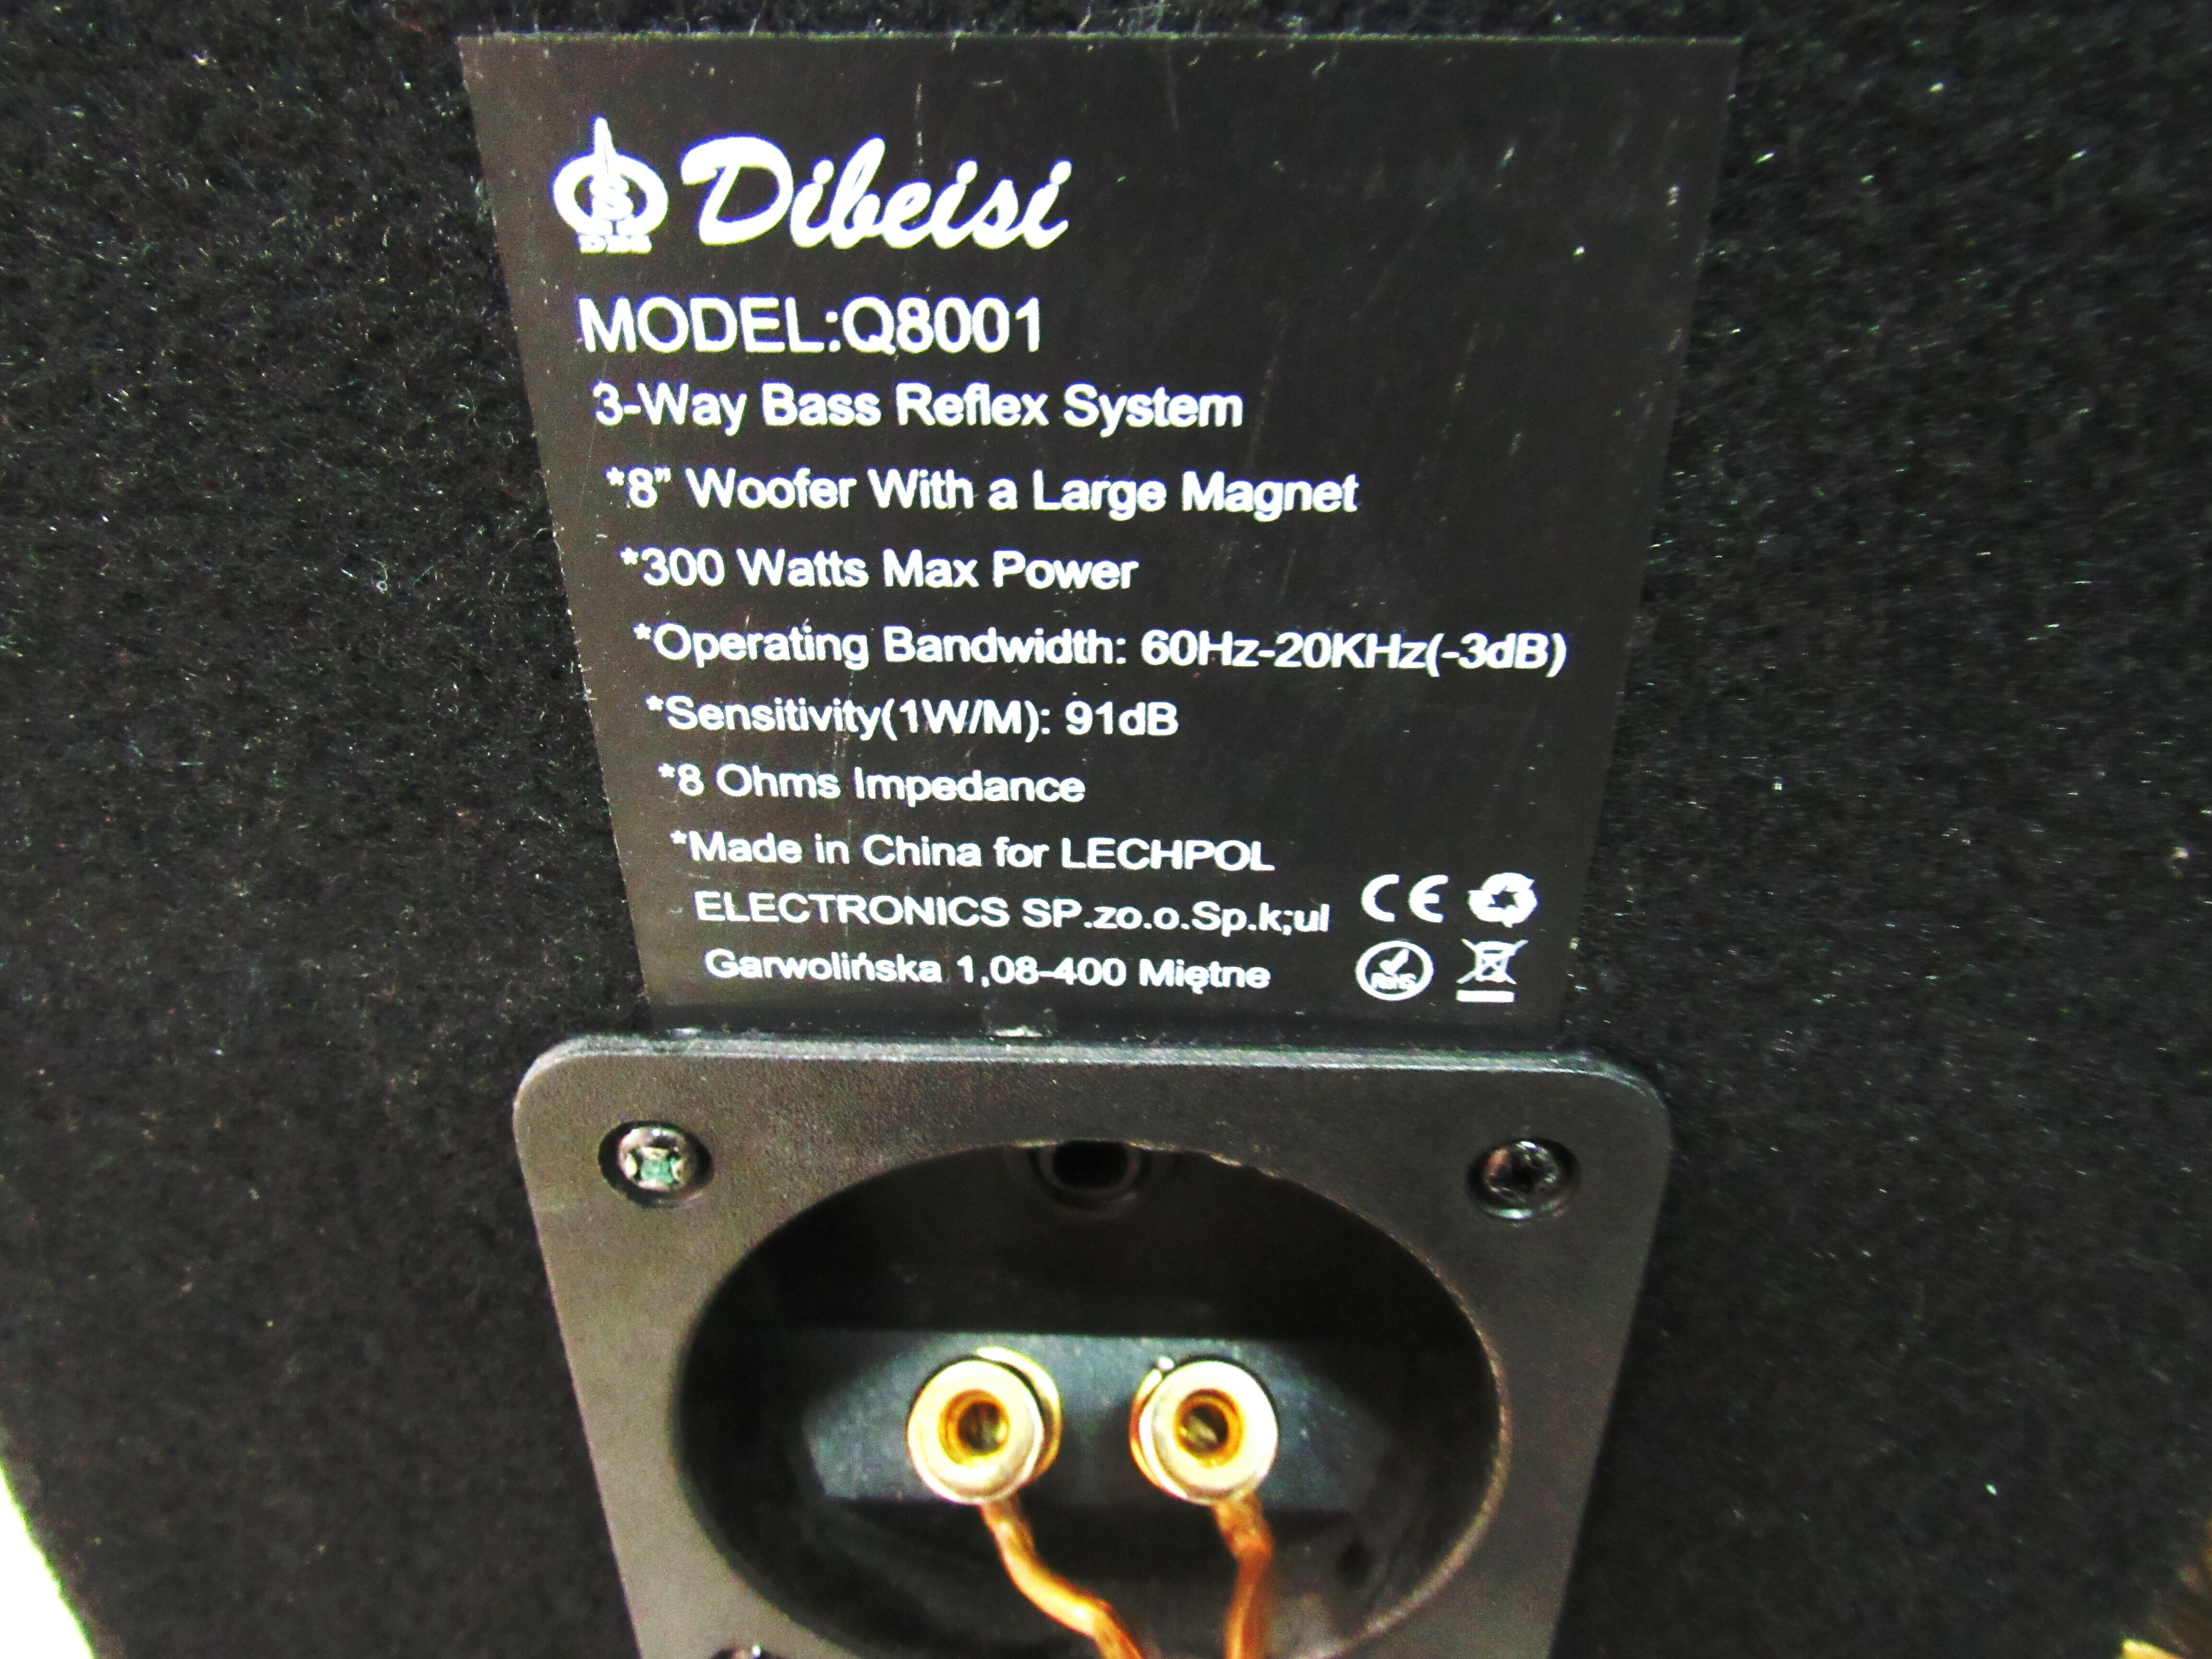 Dibeisi
MODEL:Q8001
3-Way Bass Reflex System
*8" Woofer With a Large Magnet
*300 Watts Max Power
*Operating Bandwidth: 60Hz-20KHz(-3dB)
*Sensitivity(1W/M): 91dB
*8 Ohms Impedance
*Made in China for LECHPOL
ELECTRONICS SP.zo.o.Sp.k;ul
Garwolińska 1,08-400 Miętne
CE
RoHS